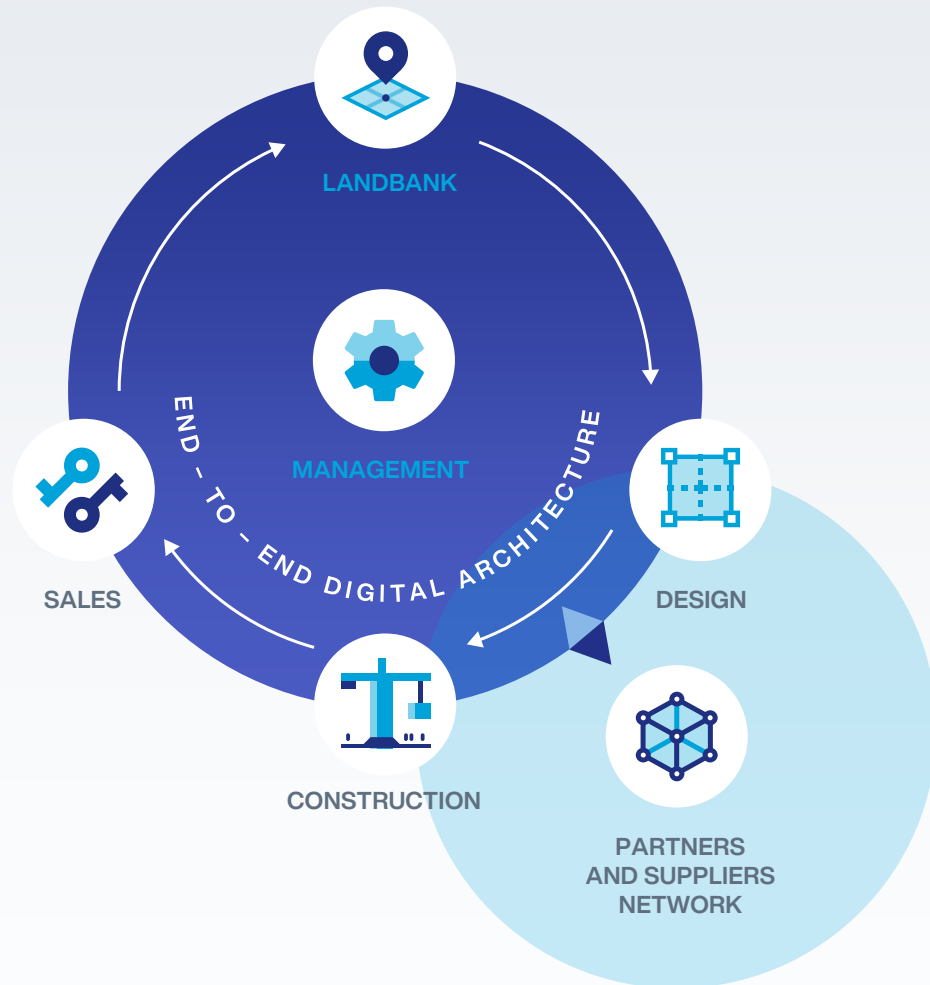 LANDBANK
MANAGEMENT
END – TO – END DIGITAL ARCHITECTURE
SALES
DESIGN
CONSTRUCTION
PARTNERS
AND SUPPLIERS
NETWORK